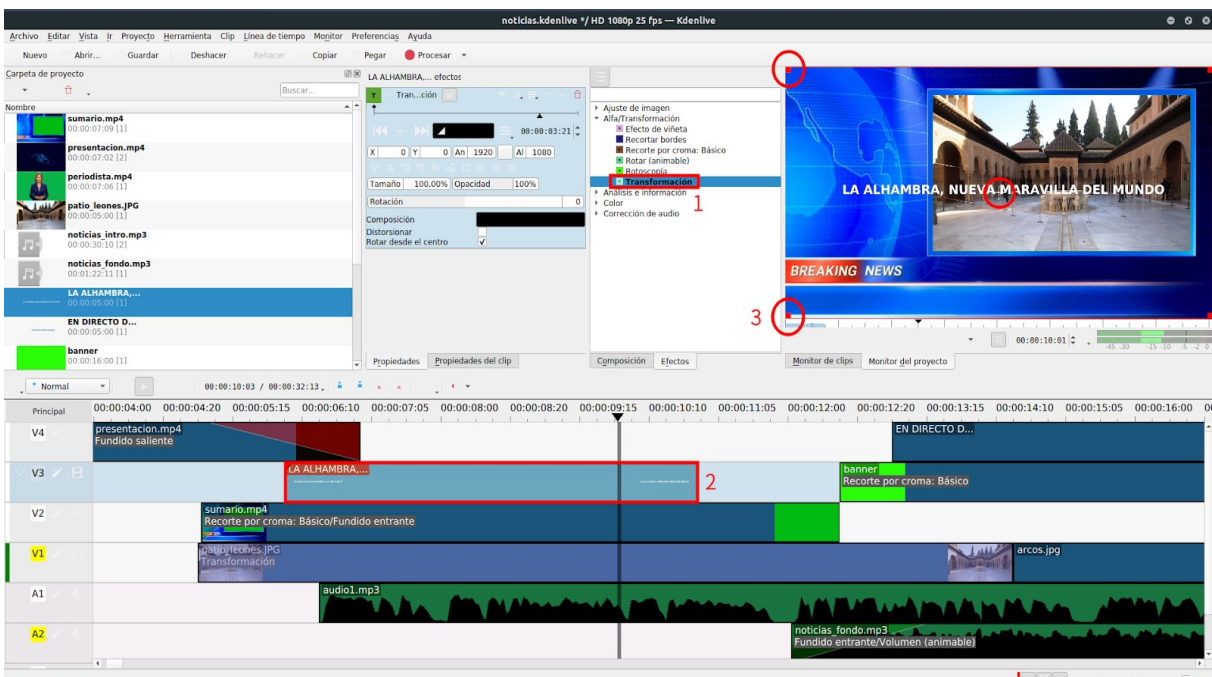 noticias.kdenlive */ HD 1080p 25 fps — Kdenlive
Archivo Editar Vista Ir Proyecto Herramienta Clip Línea de tiempo Monitor Preferencias Ayuda
Nuevo Abrir... Guardar Deshacer Rehacer Copiar Pegar Procesar
Carpeta de proyecto
Buscar...
Nombre
sumario.mp4
00:00:07:09 [1]
presentacion.mp4
00:00:07:02 [2]
periodista.mp4
00:00:07:06 [1]
patio_leones.JPG
00:00:05:00 [1]
noticias_intro.mp3
00:00:30:10 [2]
noticias_fondo.mp3
00:01:22:11 [1]
LA ALHAMBRA,...
00:00:05:00 [1]
EN DIRECTO D...
00:00:05:00 [1]
banner
00:00:16:00 [1]
LA ALHAMBRA,... efectos
Tran...ción
00:00:03:21
X 0 Y 0 An 1920 Al 1080
Tamaño 100,00% Opacidad 100%
Rotación 0
Composición
Distorsionar
Rotar desde el centro
Propiedades Propiedades del clip
Ajuste de imagen
Alfa/Transformación
Efecto de viñeta
Recortar bordes
Recorte por croma: Básico
Rotar (animable)
Rotoscopía
Transformación
1
Análisis e información
Color
Corrección de audio
Composición Efectos
LA ALHAMBRA, NUEVA MARAVILLA DEL MUNDO
BREAKING NEWS
3
00:00:10:01
-45 -30 -15 -10 -5 -2 0
Monitor de clips Monitor del proyecto
Normal 00:00:10:03 / 00:00:32:13
Principal 00:00:04:00 00:00:04:20 00:00:05:15 00:00:06:10 00:00:07:05 00:00:08:00 00:00:08:20 00:00:09:15 00:00:10:10 00:00:11:05 00:00:12:00 00:00:12:20 00:00:13:15 00:00:14:10 00:00:15:05 00:00:16:00
V4 presentacion.mp4 EN DIRECTO D...
Fundido saliente
V3 LA ALHAMBRA,... 2 banner
Recorte por croma: Básico
V2 sumario.mp4
Recorte por croma: Básico/Fundido entrante
V1 patio_leones.JPG arcos.jpg
Transformación
A1 audio1.mp3
A2 noticias_fondo.mp3
Fundido entrante/Volumen (animable)